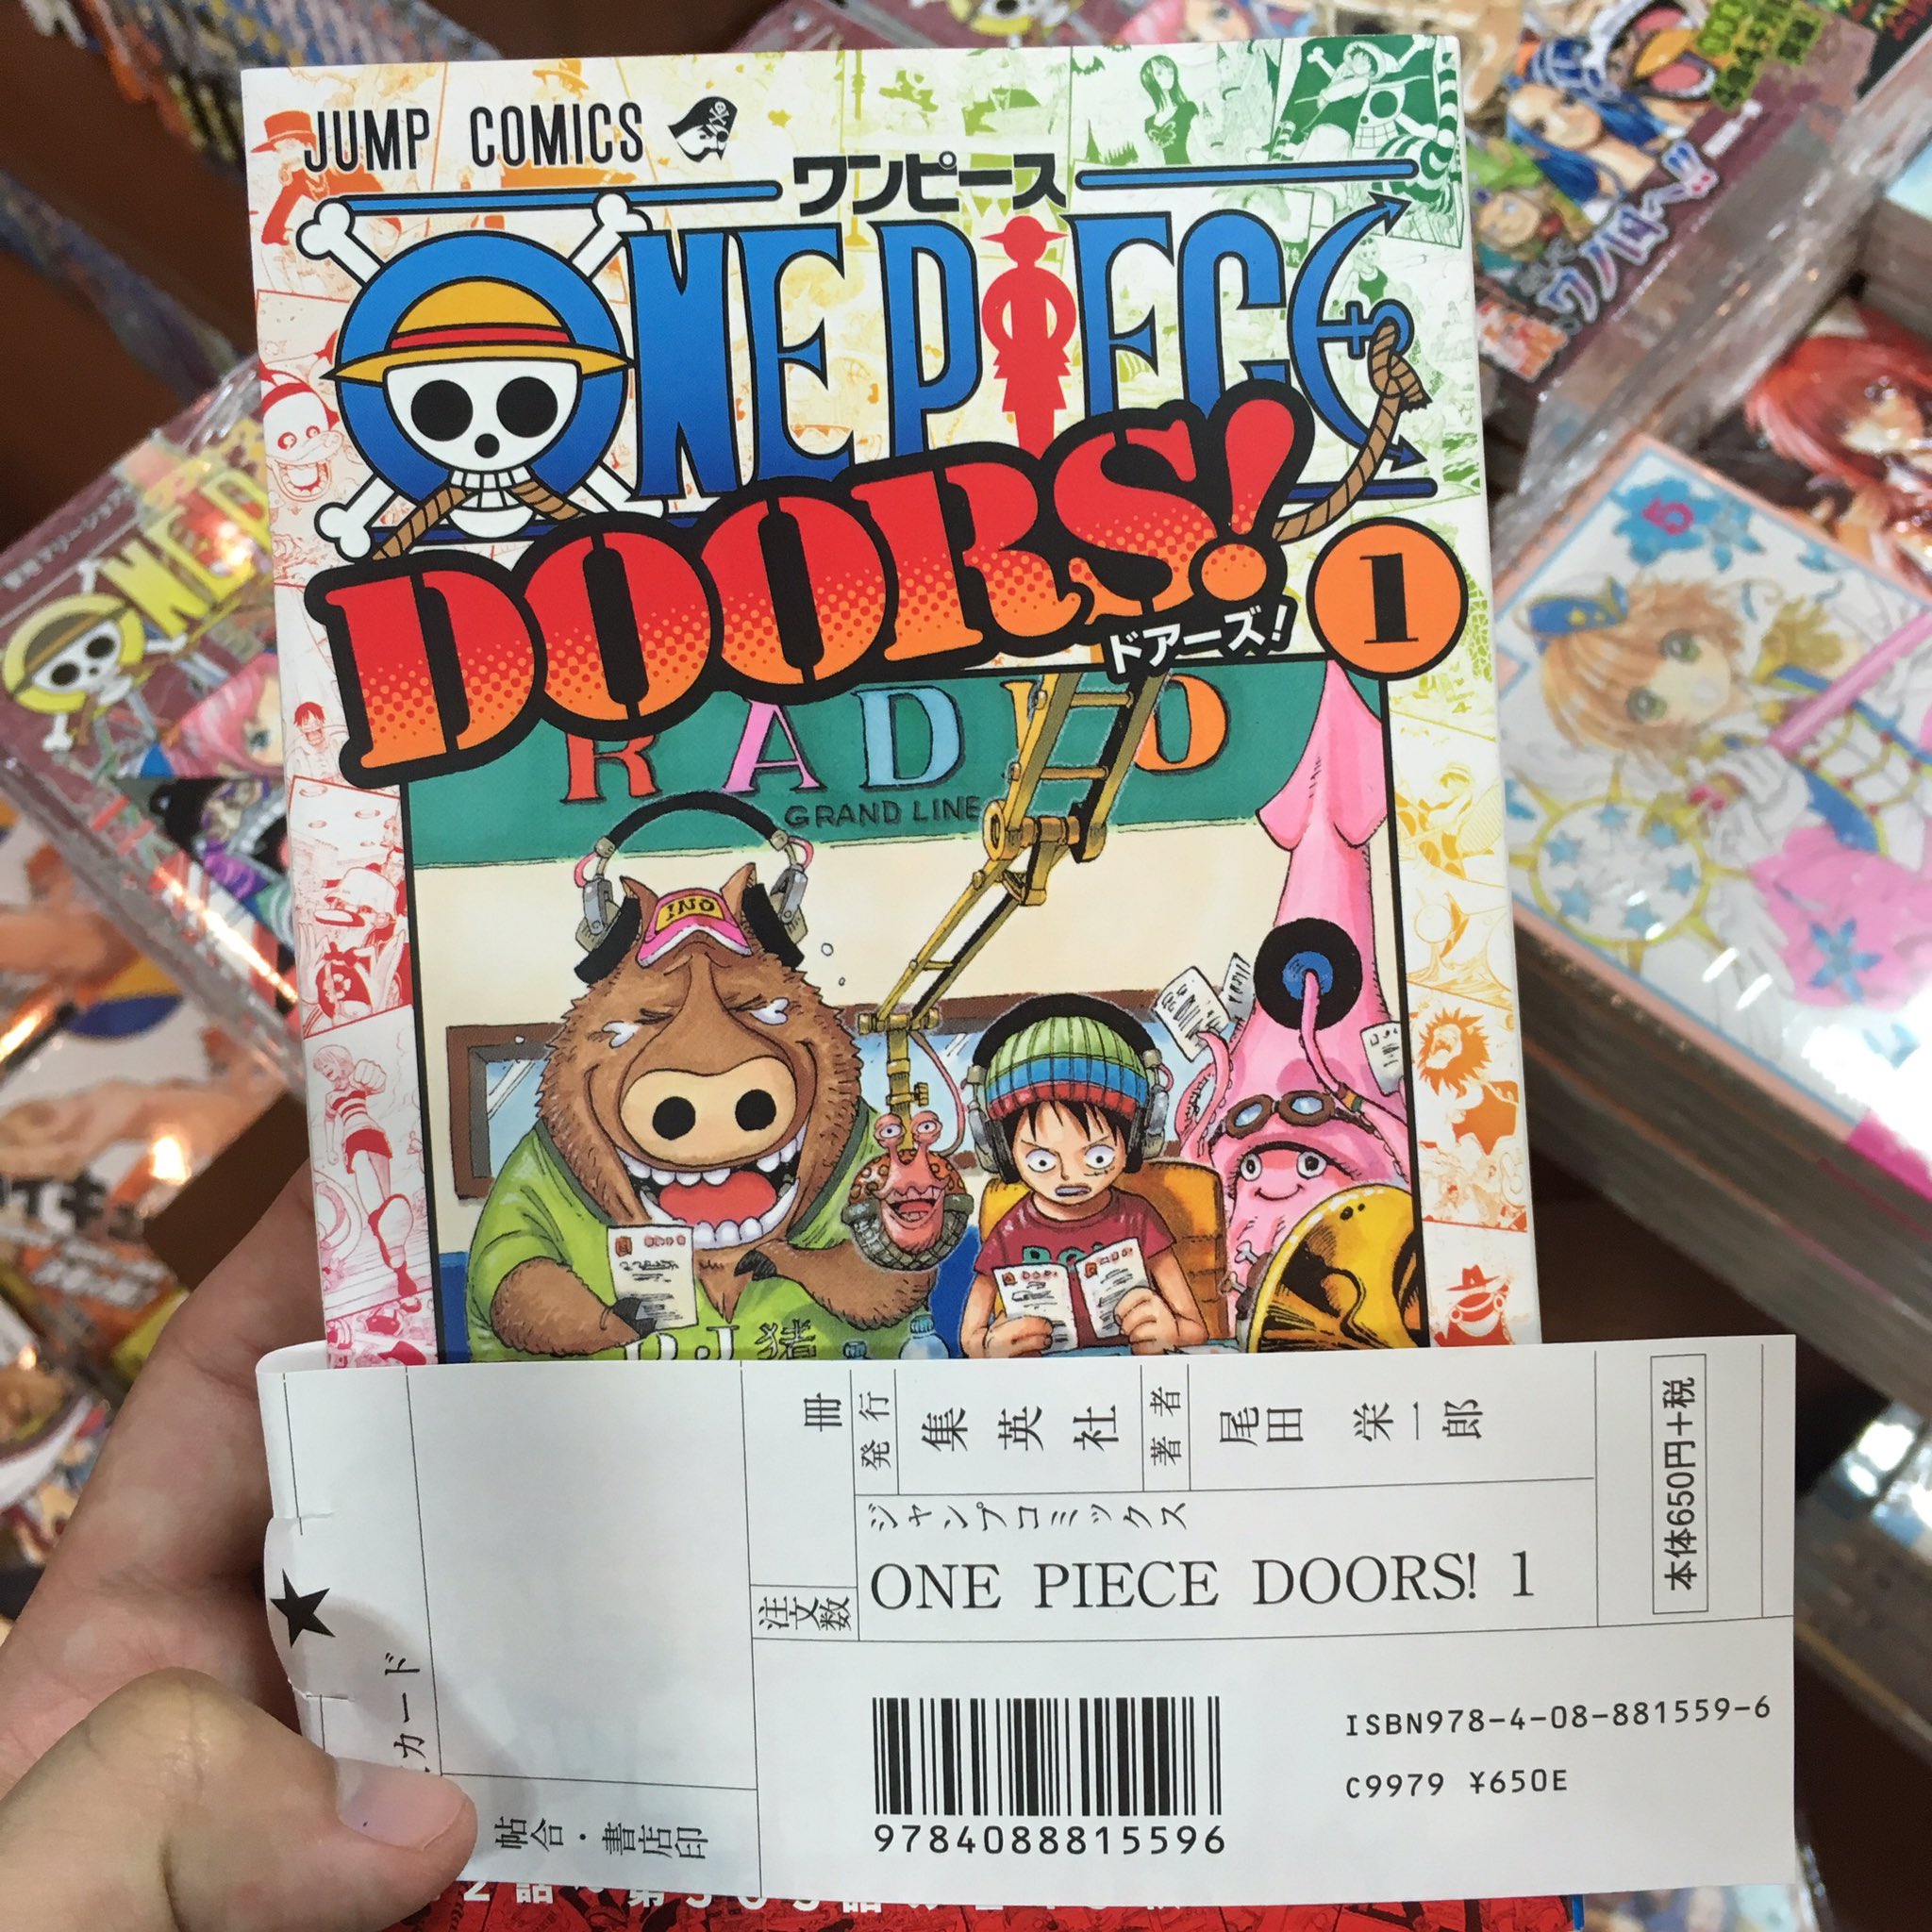 JUMP COMICS
ワンピース
ONE PIECE
DOORS!
ドアーズ!
1
RADIO
GRAND LINE
INO
DJ
冊
発行
集英社
著者
尾田 栄一郎
本体650円+税
ジャンプコミックス
注文数
ONE PIECE DOORS! 1
カード
帖合・書店印
ISBN978-4-08-881559-6
C9979 ¥650E
9784088815596
5